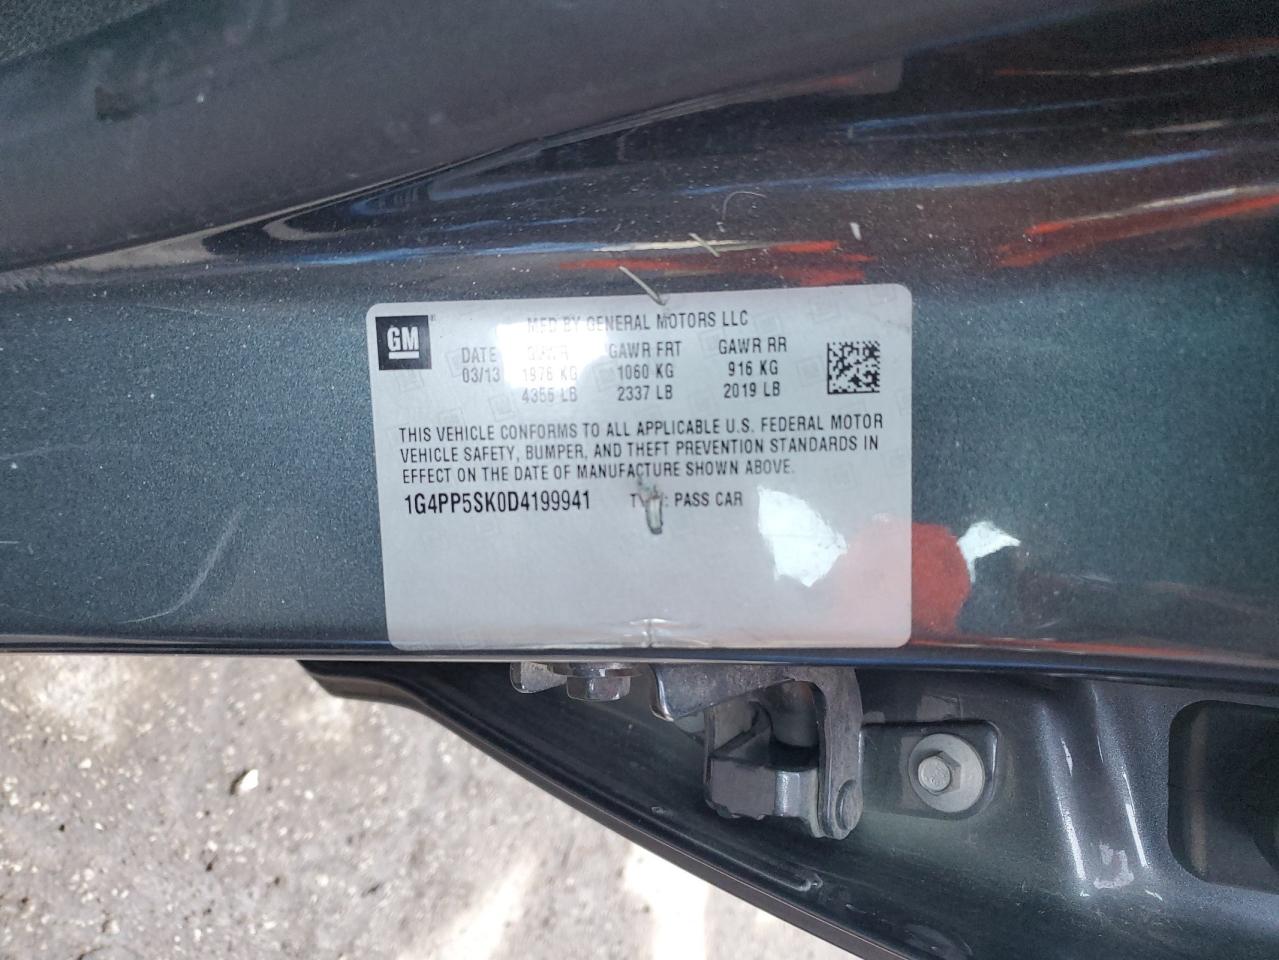 GM
MFD BY GENERAL MOTORS LLC
DATE GVWR GAWR FRT GAWR RR
03/13 1976 KG 1060 KG 916 KG
4356 LB 2337 LB 2019 LB
THIS VEHICLE CONFORMS TO ALL APPLICABLE U.S. FEDERAL MOTOR
VEHICLE SAFETY, BUMPER, AND THEFT PREVENTION STANDARDS IN
EFFECT ON THE DATE OF MANUFACTURE SHOWN ABOVE.
1G4PP5SK0D4199941 TYPE: PASS CAR